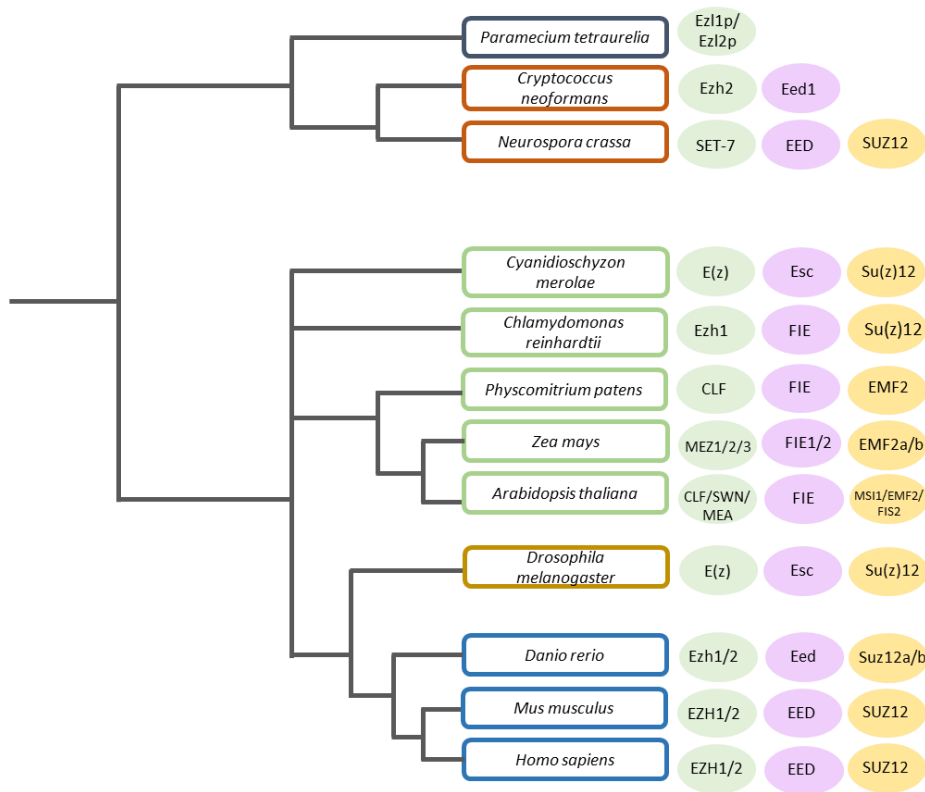 Paramecium tetraurelia
Ezl1p/
Ezl2p
Cryptococcus
neoformans
Ezh2
Eed1
Neurospora crassa
SET-7
EED
SUZ12
Cyanidioschyzon
merolae
E(z)
Esc
Su(z)12
Chlamydomonas
reinhardtii
Ezh1
FIE
Su(z)12
Physcomitrium patens
CLF
FIE
EMF2
Zea mays
MEZ1/2/3
FIE1/2
EMF2a/b
Arabidopsis thaliana
CLF/SWN/
MEA
FIE
MSI1/EMF2/
FIS2
Drosophila
melanogaster
E(z)
Esc
Su(z)12
Danio rerio
Ezh1/2
Eed
Suz12a/b
Mus musculus
EZH1/2
EED
SUZ12
Homo sapiens
EZH1/2
EED
SUZ12